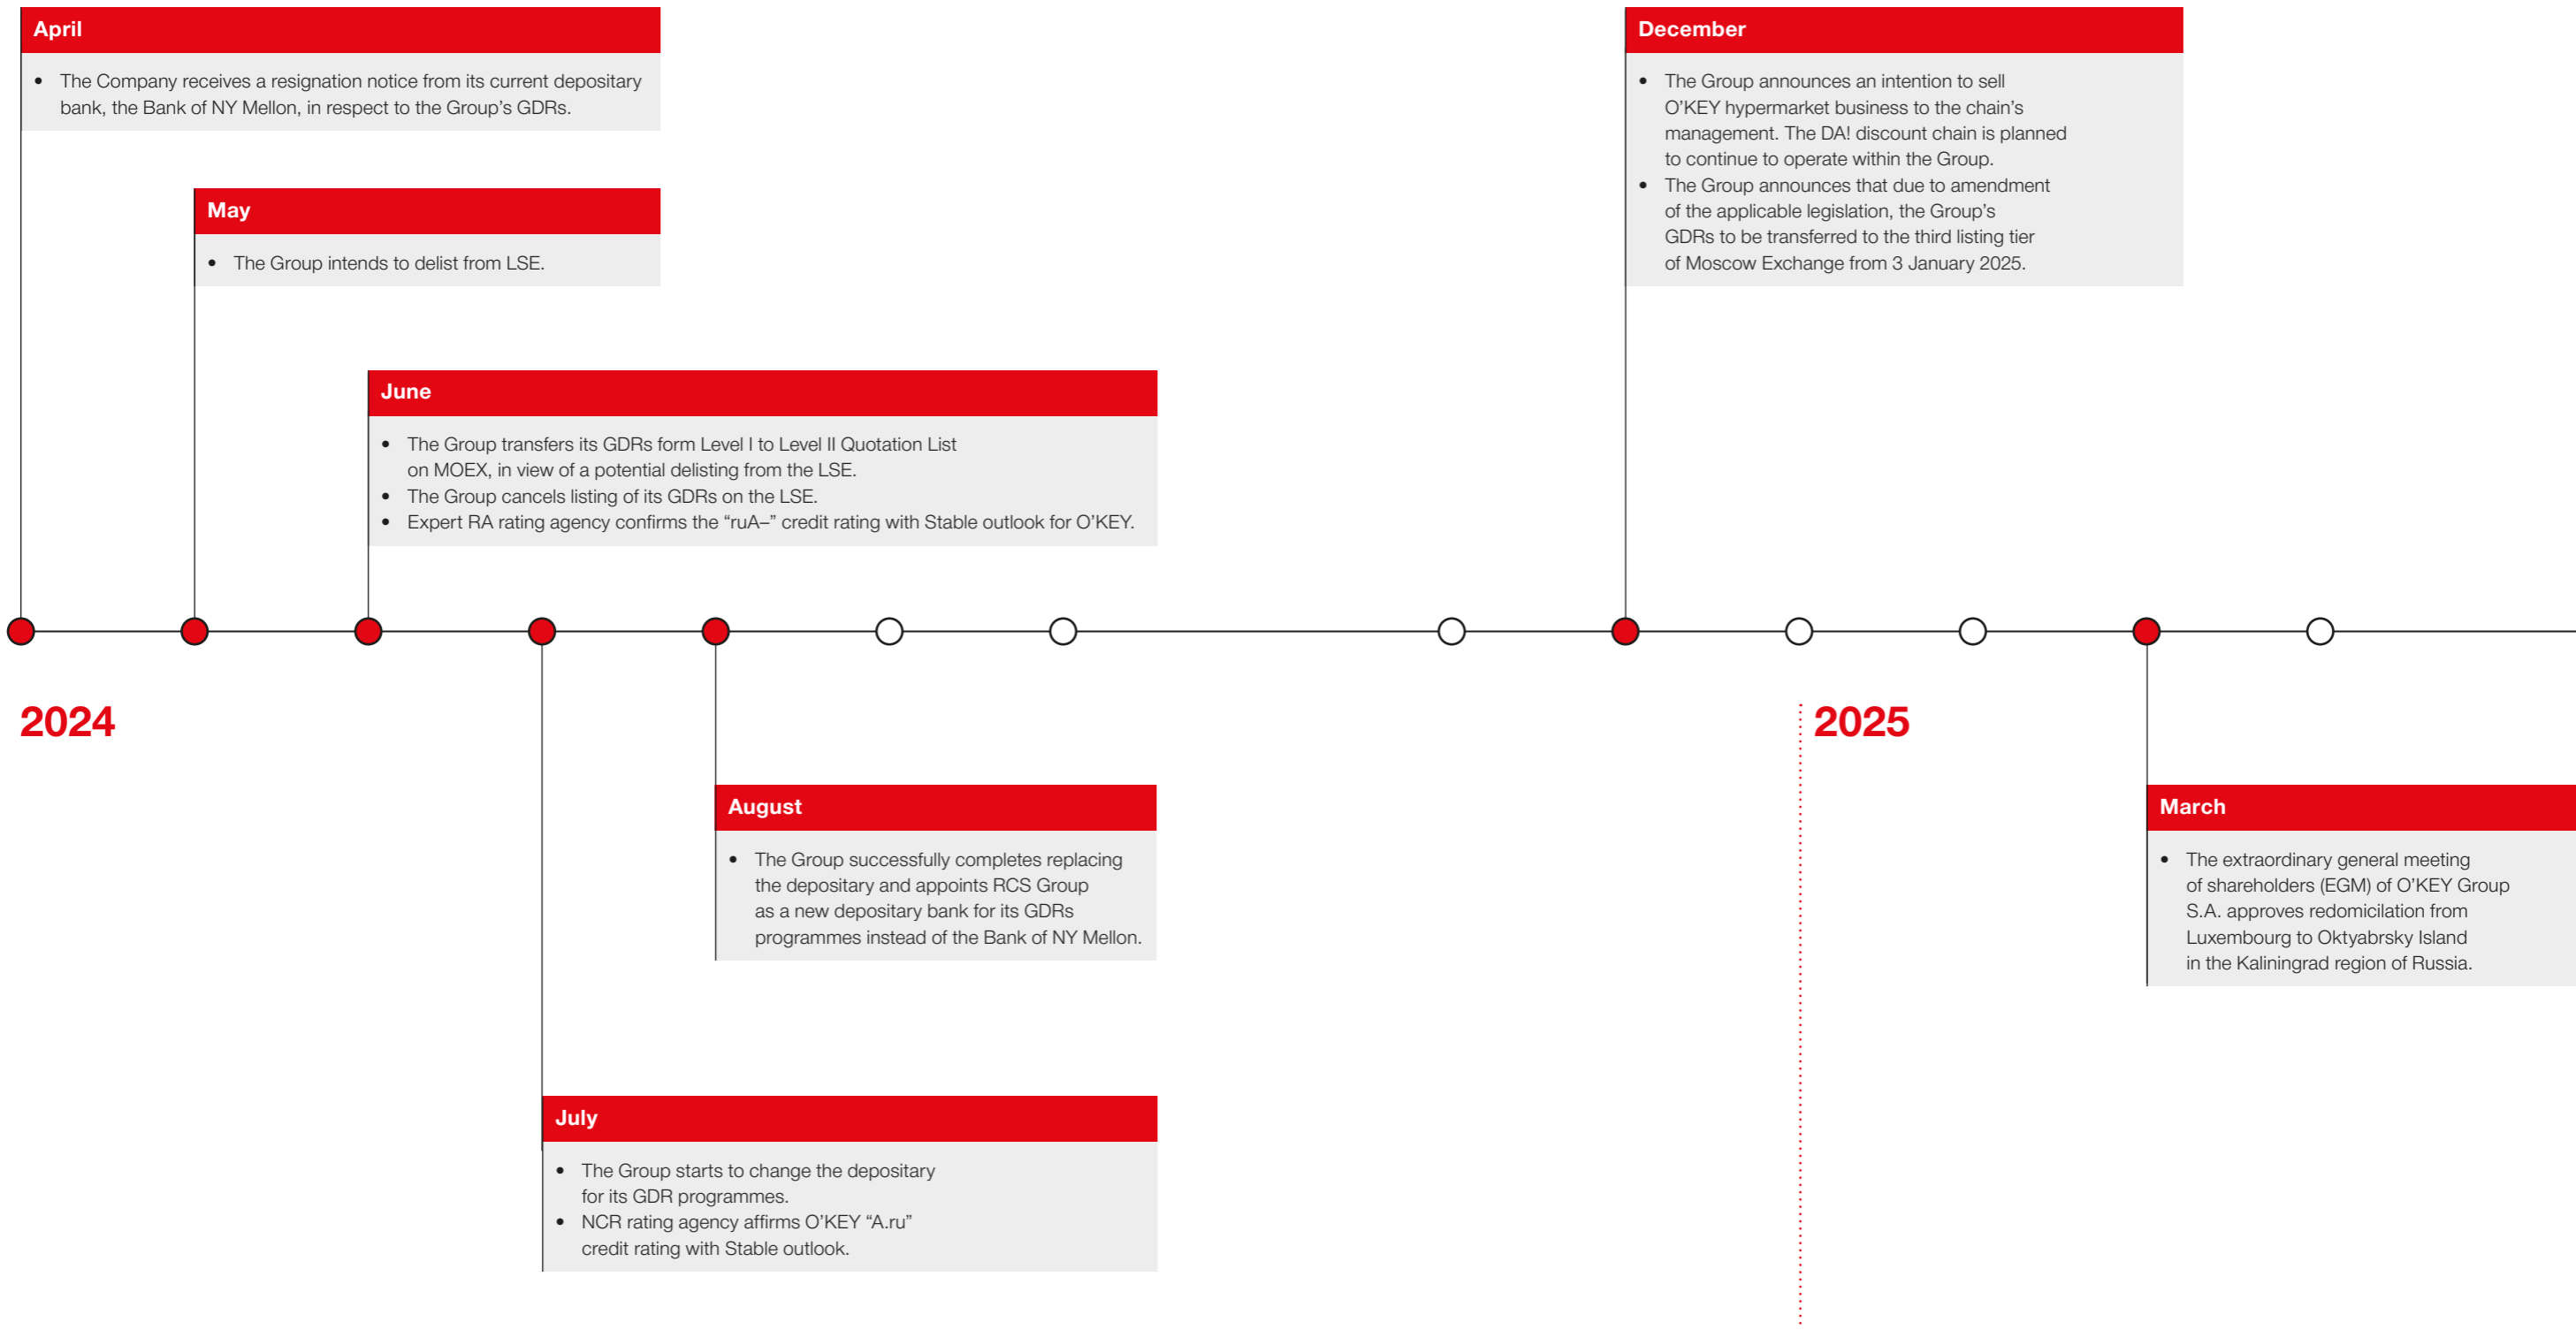 April
• The Company receives a resignation notice from its current depositary
bank, the Bank of NY Mellon, in respect to the Group’s GDRs.
May
• The Group intends to delist from LSE.
June
• The Group transfers its GDRs form Level I to Level II Quotation List
on MOEX, in view of a potential delisting from the LSE.
• The Group cancels listing of its GDRs on the LSE.
• Expert RA rating agency confirms the “ruA–” credit rating with Stable outlook for O’KEY.
December
• The Group announces an intention to sell
O’KEY hypermarket business to the chain’s
management. The DA! discount chain is planned
to continue to operate within the Group.
• The Group announces that due to amendment
of the applicable legislation, the Group’s
GDRs to be transferred to the third listing tier
of Moscow Exchange from 3 January 2025.
2024
2025
August
• The Group successfully completes replacing
the depositary and appoints RCS Group
as a new depositary bank for its GDRs
programmes instead of the Bank of NY Mellon.
July
• The Group starts to change the depositary
for its GDR programmes.
• NCR rating agency affirms O’KEY “A.ru”
credit rating with Stable outlook.
March
• The extraordinary general meeting
of shareholders (EGM) of O’KEY Group
S.A. approves redomicilation from
Luxembourg to Oktyabrsky Island
in the Kaliningrad region of Russia.